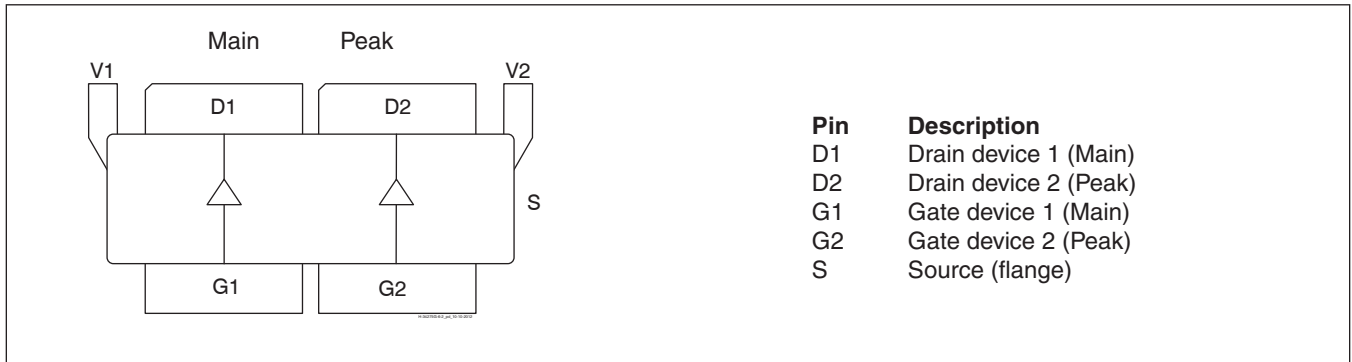 Main Peak
V1 V2
D1 D2
S
G1 G2
Pin Description
D1 Drain device 1 (Main)
D2 Drain device 2 (Peak)
G1 Gate device 1 (Main)
G2 Gate device 2 (Peak)
S Source (flange)